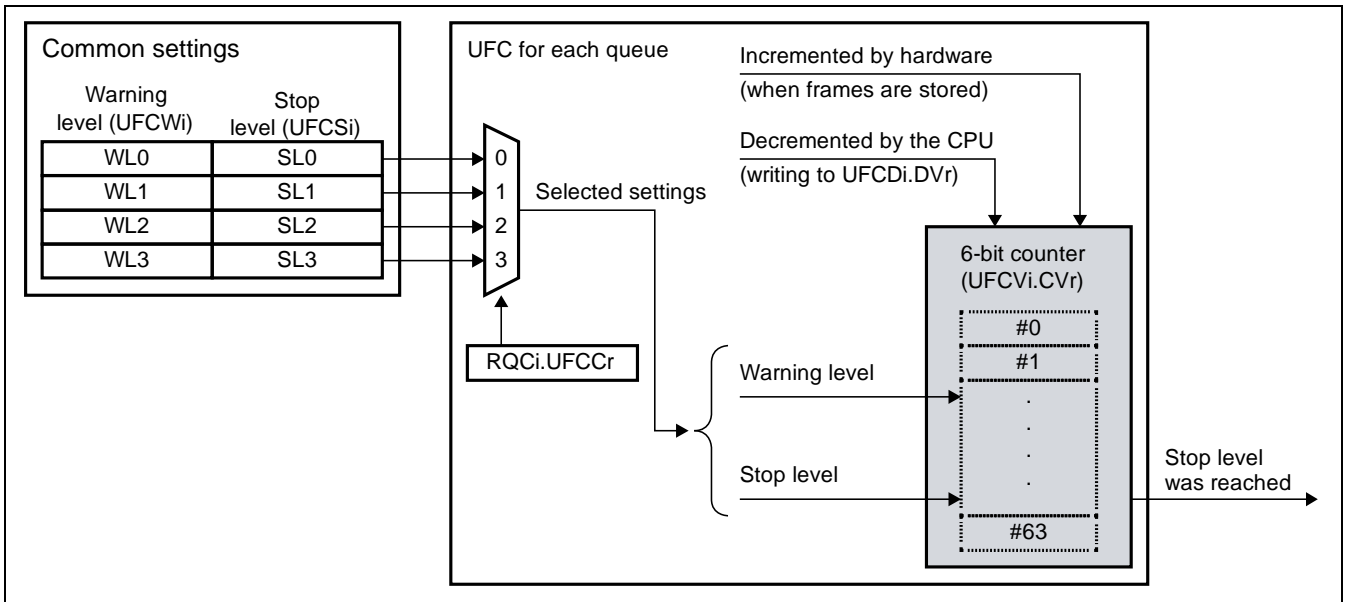 Common settings
Warning
level (UFCWi)
Stop
level (UFCSi)
WL0 SL0
WL1 SL1
WL2 SL2
WL3 SL3
UFC for each queue
0
1
2
3
Selected settings
RQCi.UFCCr
Incremented by hardware
(when frames are stored)
Decremented by the CPU
(writing to UFCDi.DVr)
Warning level
Stop level
6-bit counter
(UFCVi.CVr)
#0
#1
.
.
.
.
#63
Stop level
was reached